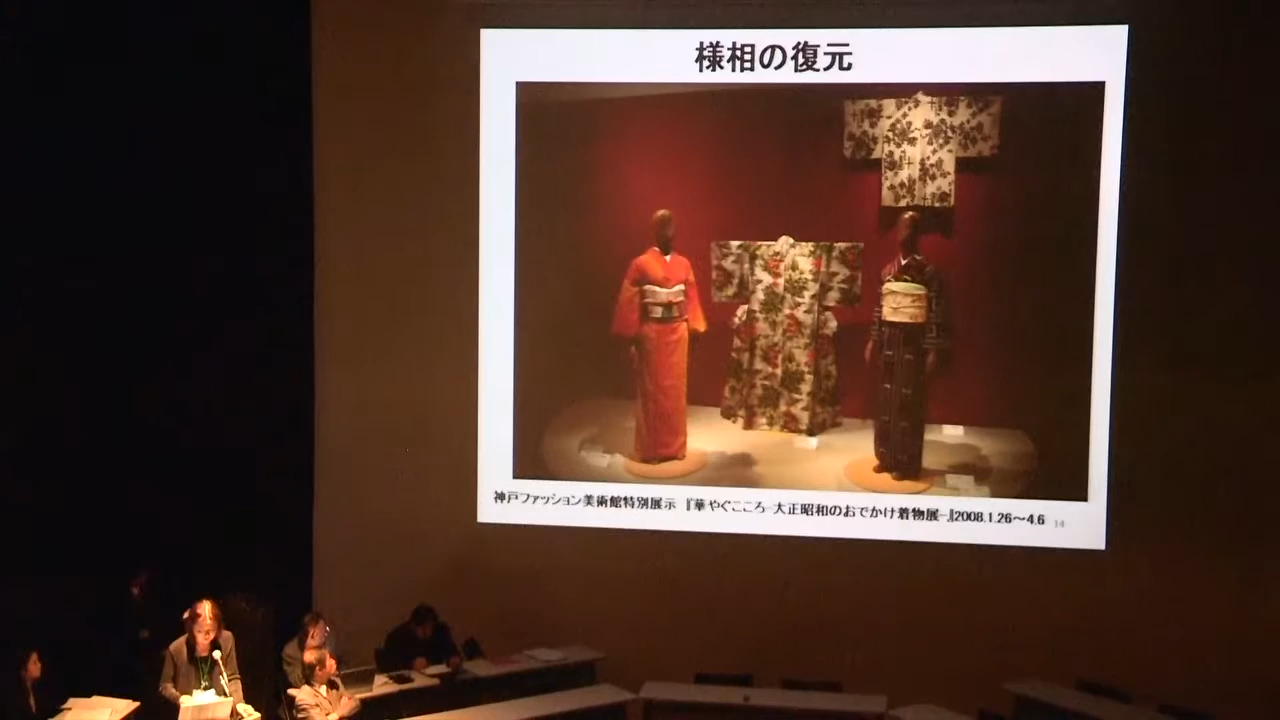 様相の復元
神戸ファッション美術館特別展示 『華やぐこころ-大正昭和のおでかけ着物展-』2008.1.26～4.6
14